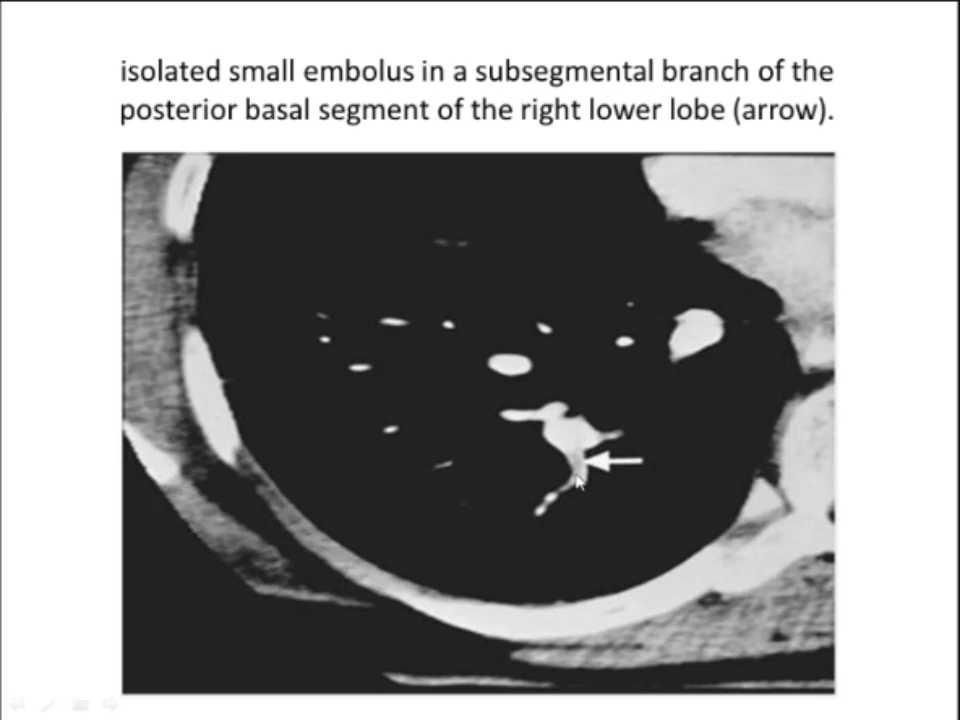 isolated small embolus in a subsegmental branch of the
posterior basal segment of the right lower lobe (arrow).